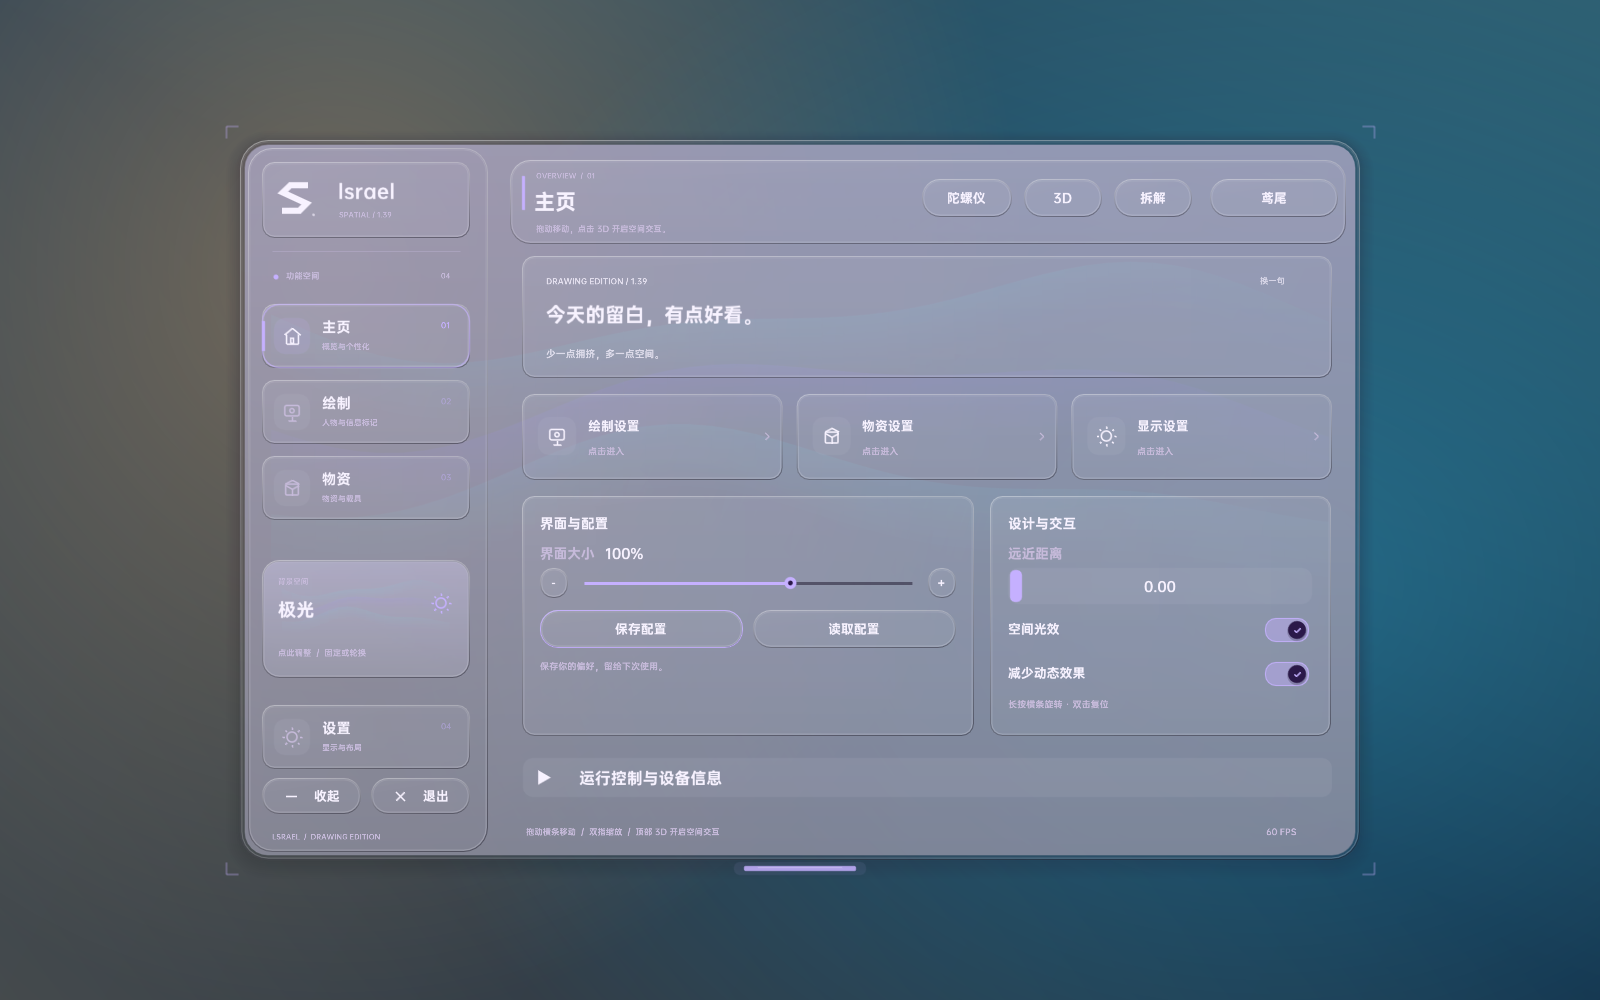 lsrael
SPATIAL / 1.39
功能空间
04
主页
01
概览与个性化
绘制
02
人物与信息标记
物资
03
物资与载具
背景空间
极光
点此调整 / 固定或轮换
设置
04
显示与布局
收起
退出
LSRAEL / DRAWING EDITION
OVERVIEW / 01
主页
拖动移动，点击 3D 开启空间交互。
陀螺仪
3D
拆解
鸢尾
DRAWING EDITION / 1.39
换一句
今天的留白，有点好看。
少一点拥挤，多一点空间。
绘制设置
点击进入
物资设置
点击进入
显示设置
点击进入
界面与配置
界面大小 100%
-
+
保存配置
读取配置
保存你的偏好，留给下次使用。
设计与交互
远近距离
0.00
空间光效
减少动态效果
长按横条旋转 · 双击复位
运行控制与设备信息
拖动横条移动 / 双指缩放 / 顶部 3D 开启空间交互
60 FPS